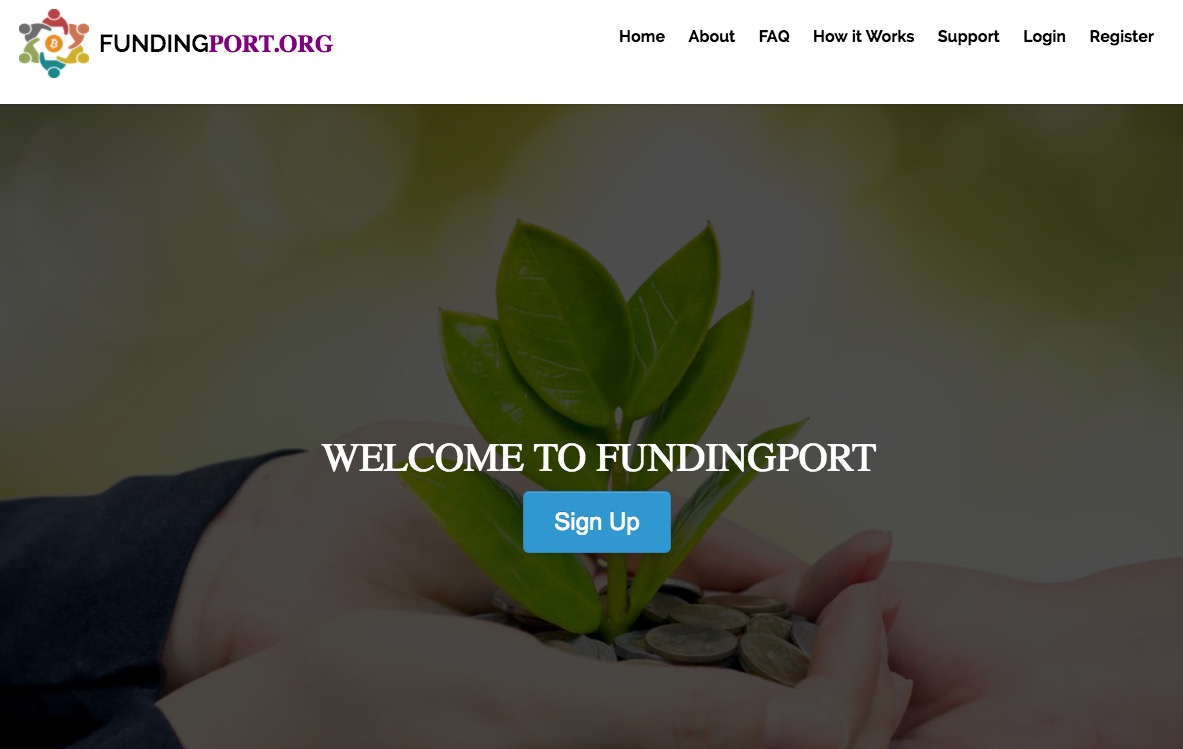 FUNDINGPORT.ORG
Home About FAQ How it Works Support Login Register
WELCOME TO FUNDINGPORT
Sign Up